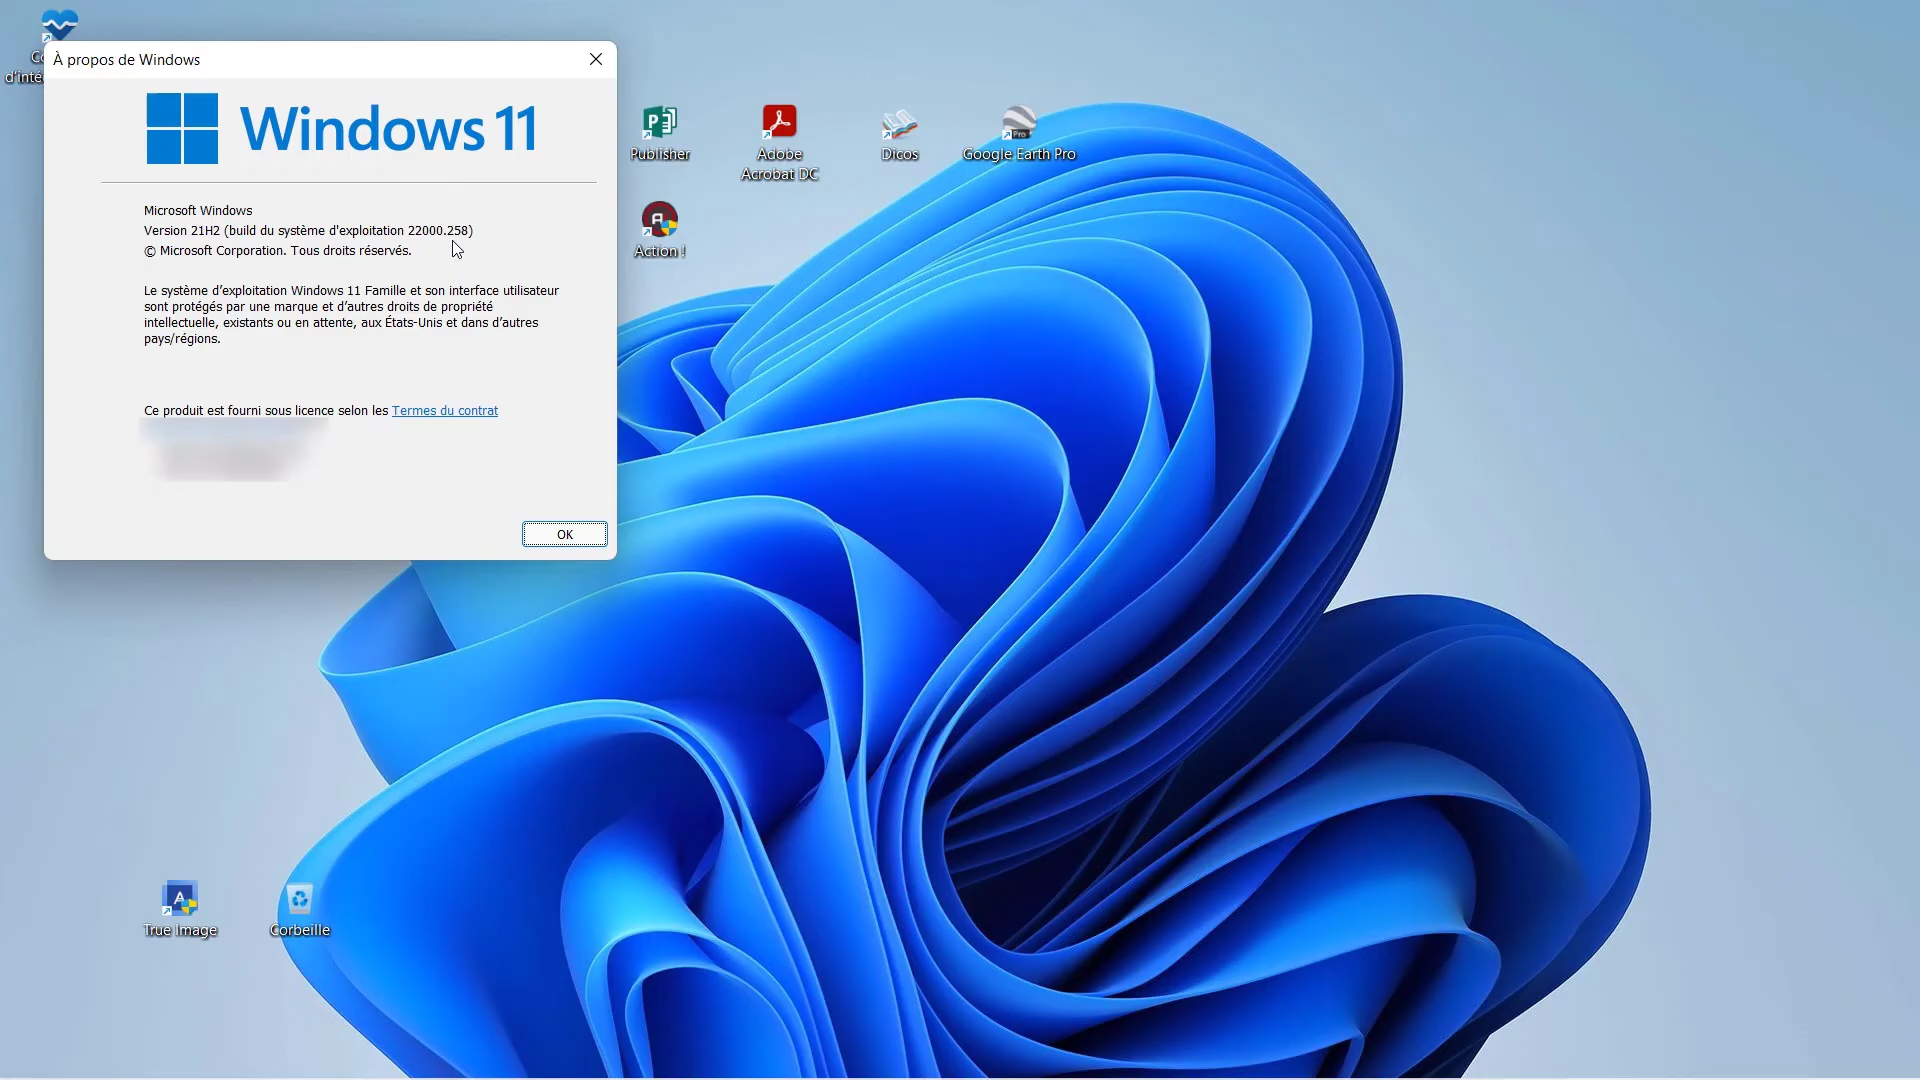 Co
d'inté
À propos de Windows
Windows 11
Microsoft Windows
Version 21H2 (build du système d'exploitation 22000.258)
© Microsoft Corporation. Tous droits réservés.
Le système d’exploitation Windows 11 Famille et son interface utilisateur
sont protégés par une marque et d’autres droits de propriété
intellectuelle, existants ou en attente, aux États-Unis et dans d’autres
pays/régions.
Ce produit est fourni sous licence selon les Termes du contrat
OK
Publisher
Adobe
Acrobat DC
Dicos
Pro
Google Earth Pro
Action !
True Image
Corbeille